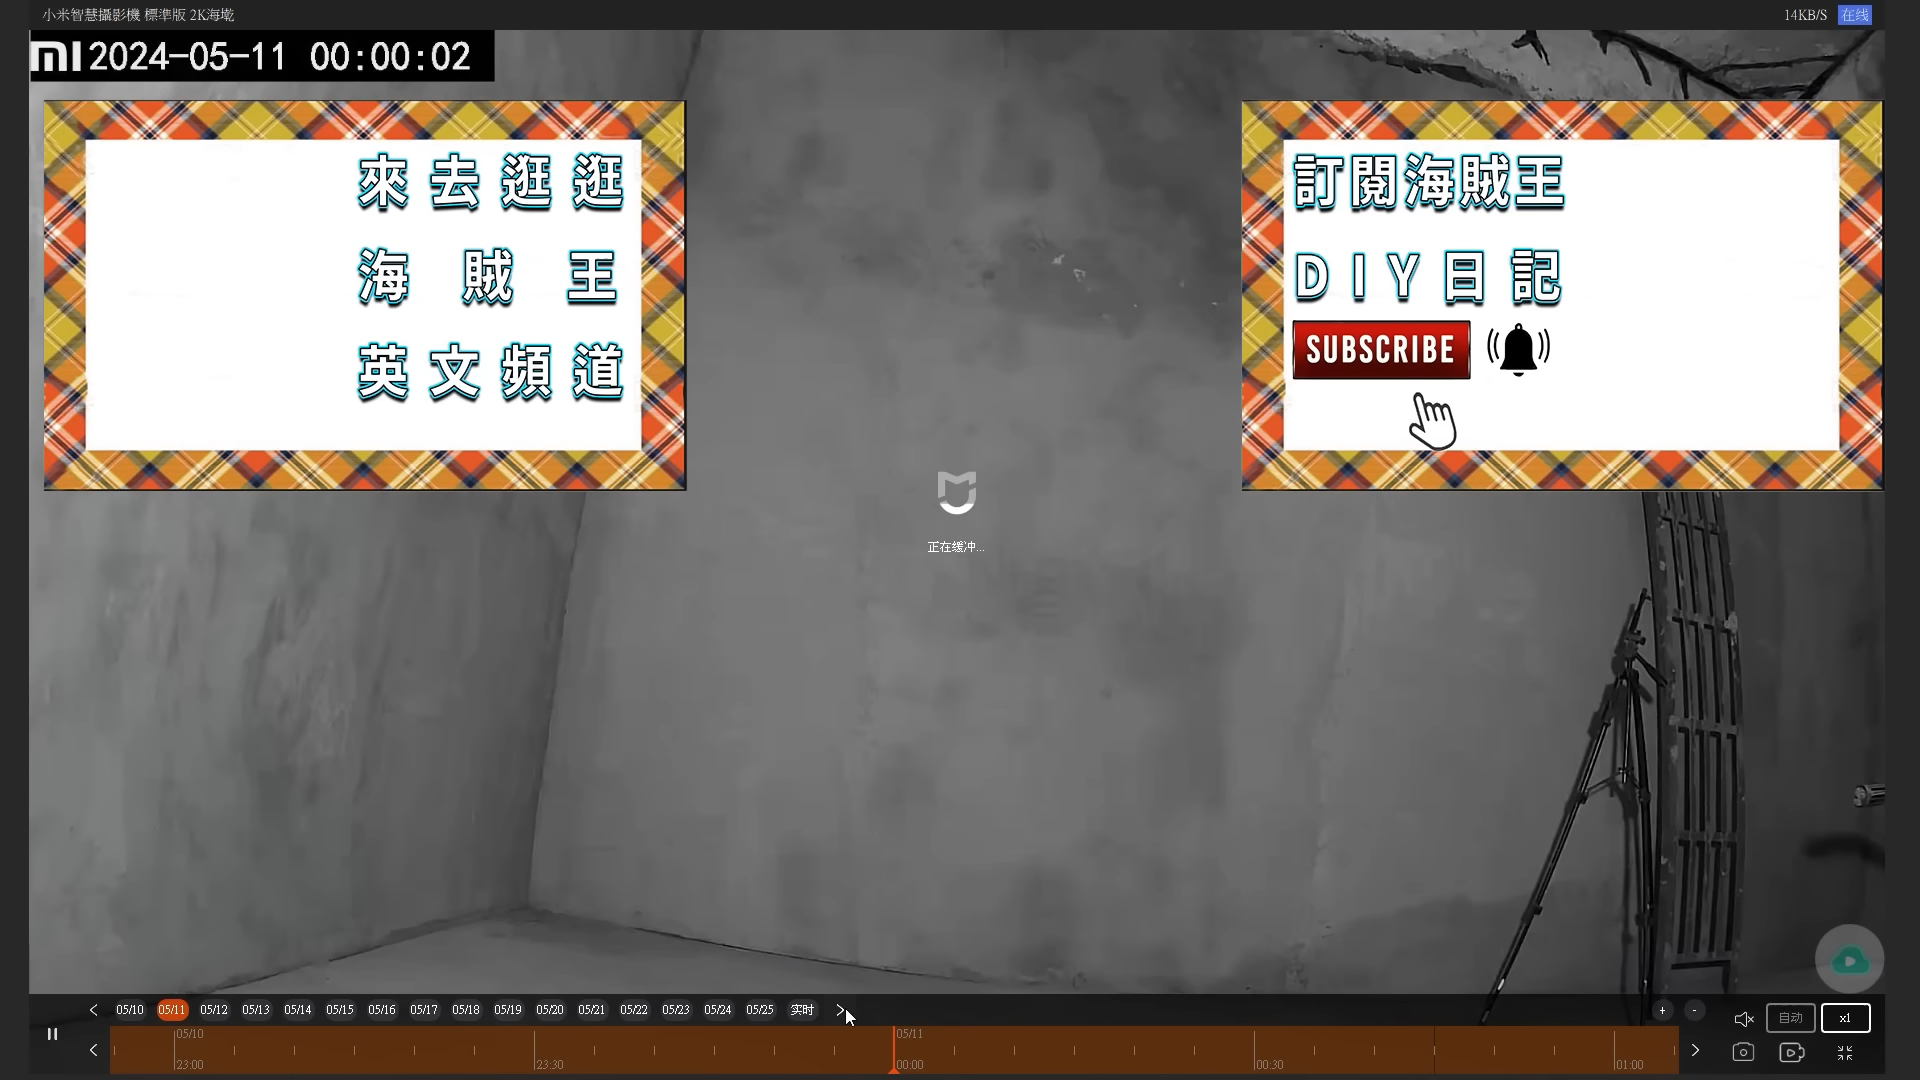 小米智慧攝影機 標準版 2K海乾
14KB/S 在线
MI 2024-05-11 00:00:02
來去逛逛
海賊王
英文頻道
訂閱海賊王
DIY日記
SUBSCRIBE
正在缓冲...
05/10 05/11 05/12 05/13 05/14 05/15 05/16 05/17 05/18 05/19 05/20 05/21 05/22 05/23 05/24 05/25 实时
+ -
自动 x1
05/10 05/11
23:00 23:30 00:00 00:30 01:00